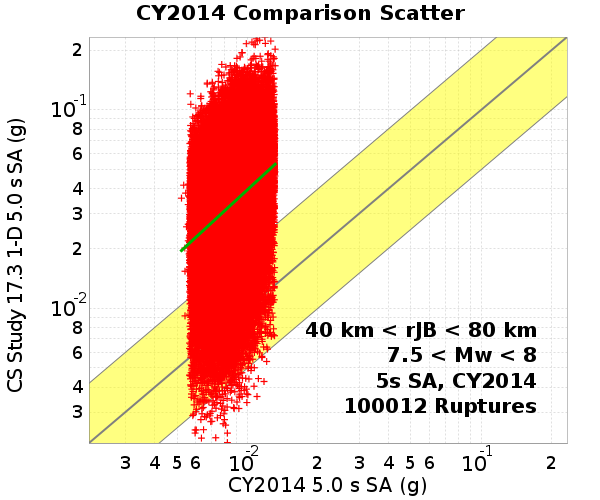 CY2014 Comparison Scatter
CS Study 17.3 1-D 5.0 s SA (g)
2
10-1
8
6
4
3
2
10-2
8
6
4
3
40 km < rJB < 80 km
7.5 < Mw < 8
5s SA, CY2014
100012 Ruptures
3 4 5 6 10-2 2 3 4 5 6 10-1 2
CY2014 5.0 s SA (g)